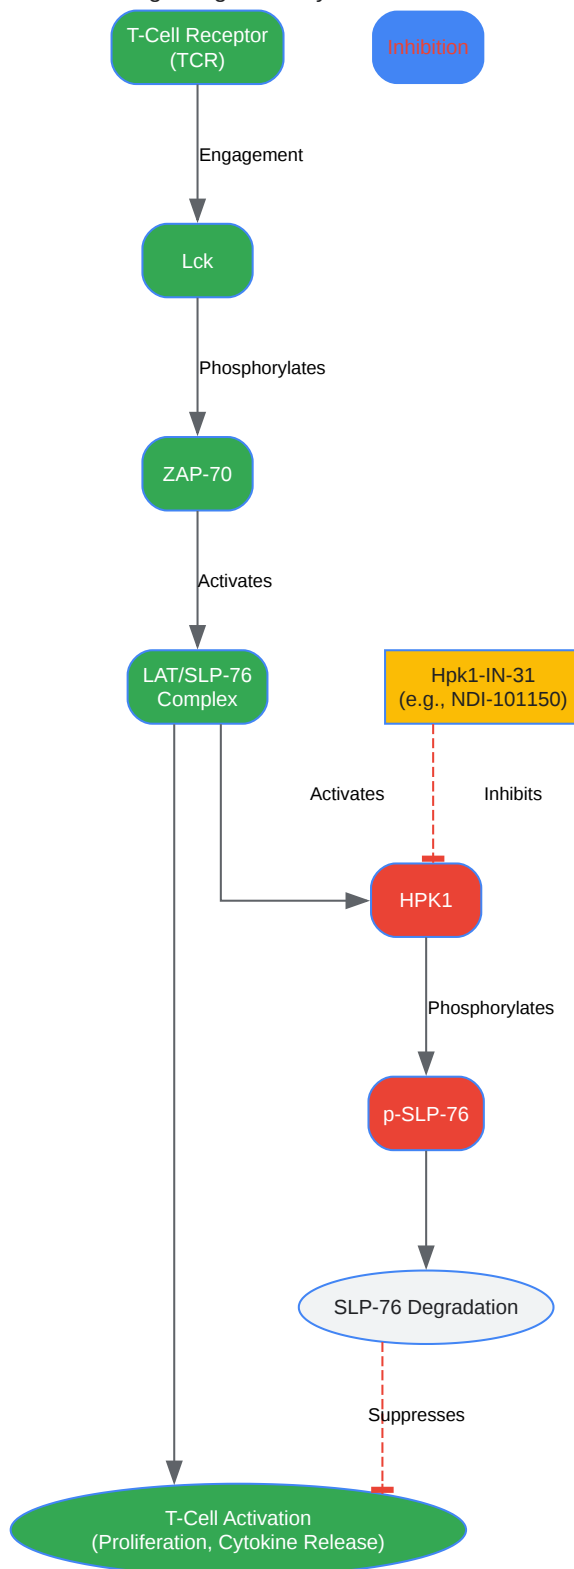 T-Cell Receptor
(TCR)
Inhibition
Engagement
Lck
Phosphorylates
ZAP-70
Activates
LAT/SLP-76
Complex
Hpk1-IN-31
(e.g., NDI-101150)
Activates
Inhibits
HPK1
Phosphorylates
p-SLP-76
SLP-76 Degradation
Suppresses
T-Cell Activation
(Proliferation, Cytokine Release)